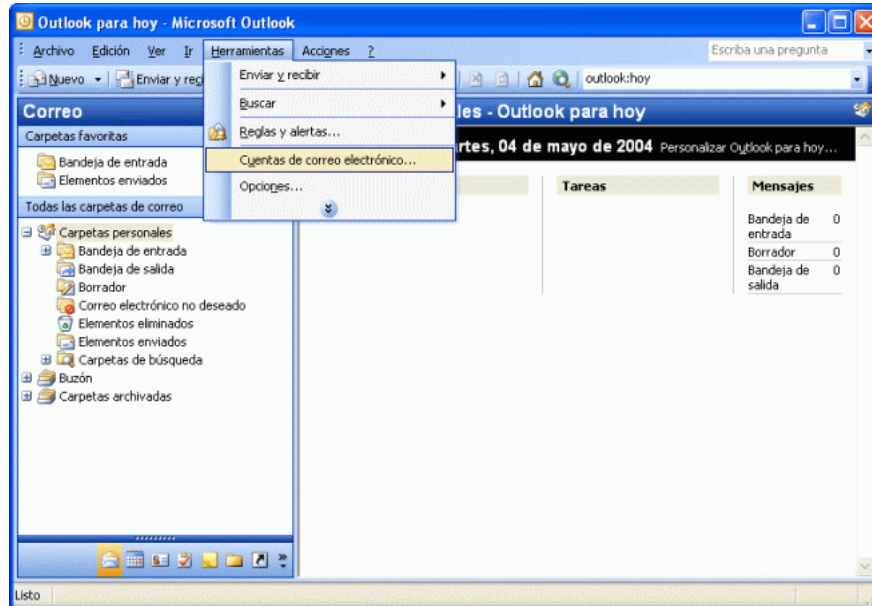 Outlook para hoy - Microsoft Outlook
Archivo Edición Ver Ir Herramientas Acciones ? Escriba una pregunta
Nuevo Enviar y outlook:hoy
Enviar y recibir
Buscar
Reglas y alertas...
Cuentas de correo electrónico...
Opciones...
Correo
- Outlook para hoy
Carpetas favoritas
04 de mayo de 2004 Personalizar Outlook para hoy...
Bandeja de entrada
Elementos enviados
Todas las carpetas de correo
Carpetas personales
Bandeja de entrada
Bandeja de salida
Borrador
Correo electrónico no deseado
Elementos eliminados
Elementos enviados
Carpetas de búsqueda
Buzón
Carpetas archivadas
Tareas
Mensajes
Bandeja de entrada 0
Borrador 0
Bandeja de salida 0
Listo